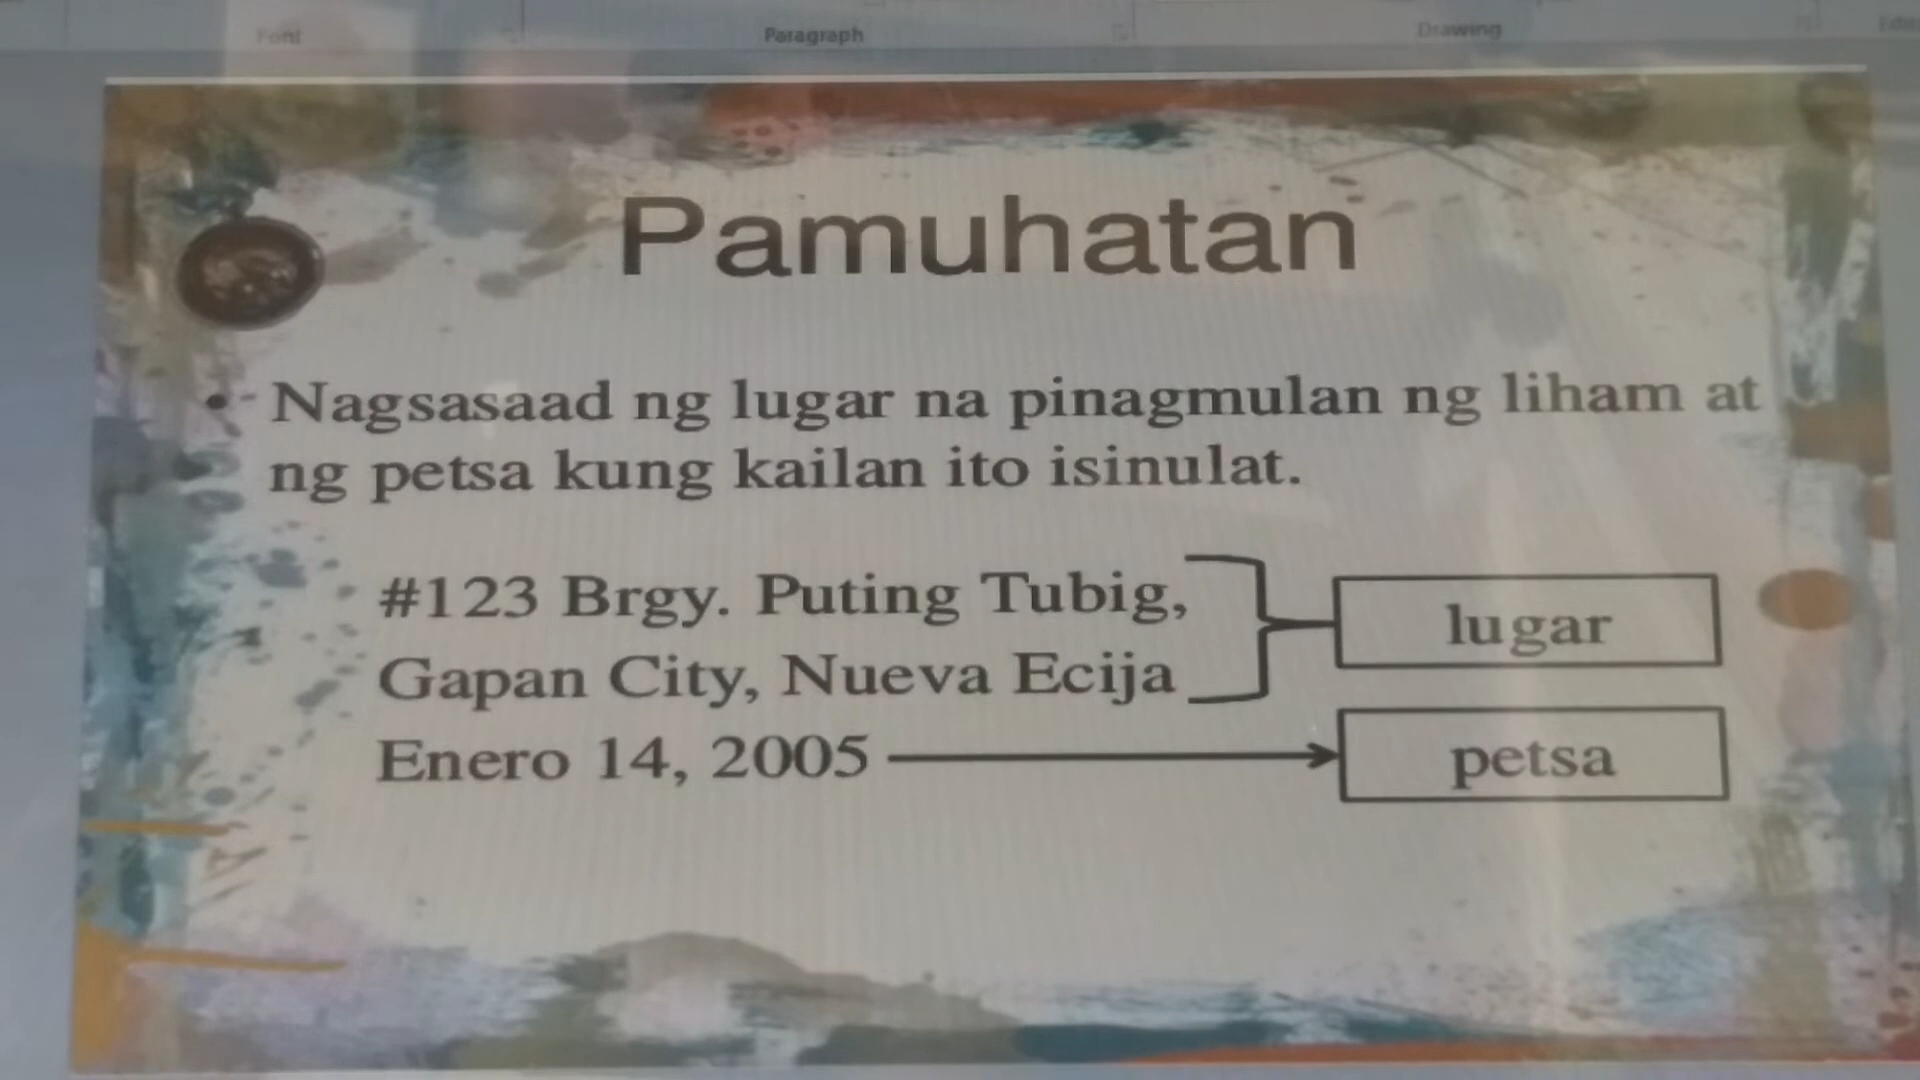 Font
Paragraph
Drawing
Pamuhatan
• Nagsasaad ng lugar na pinagmulan ng liham at
ng petsa kung kailan ito isinulat.
#123 Brgy. Puting Tubig,
Gapan City, Nueva Ecija
lugar
Enero 14, 2005
petsa